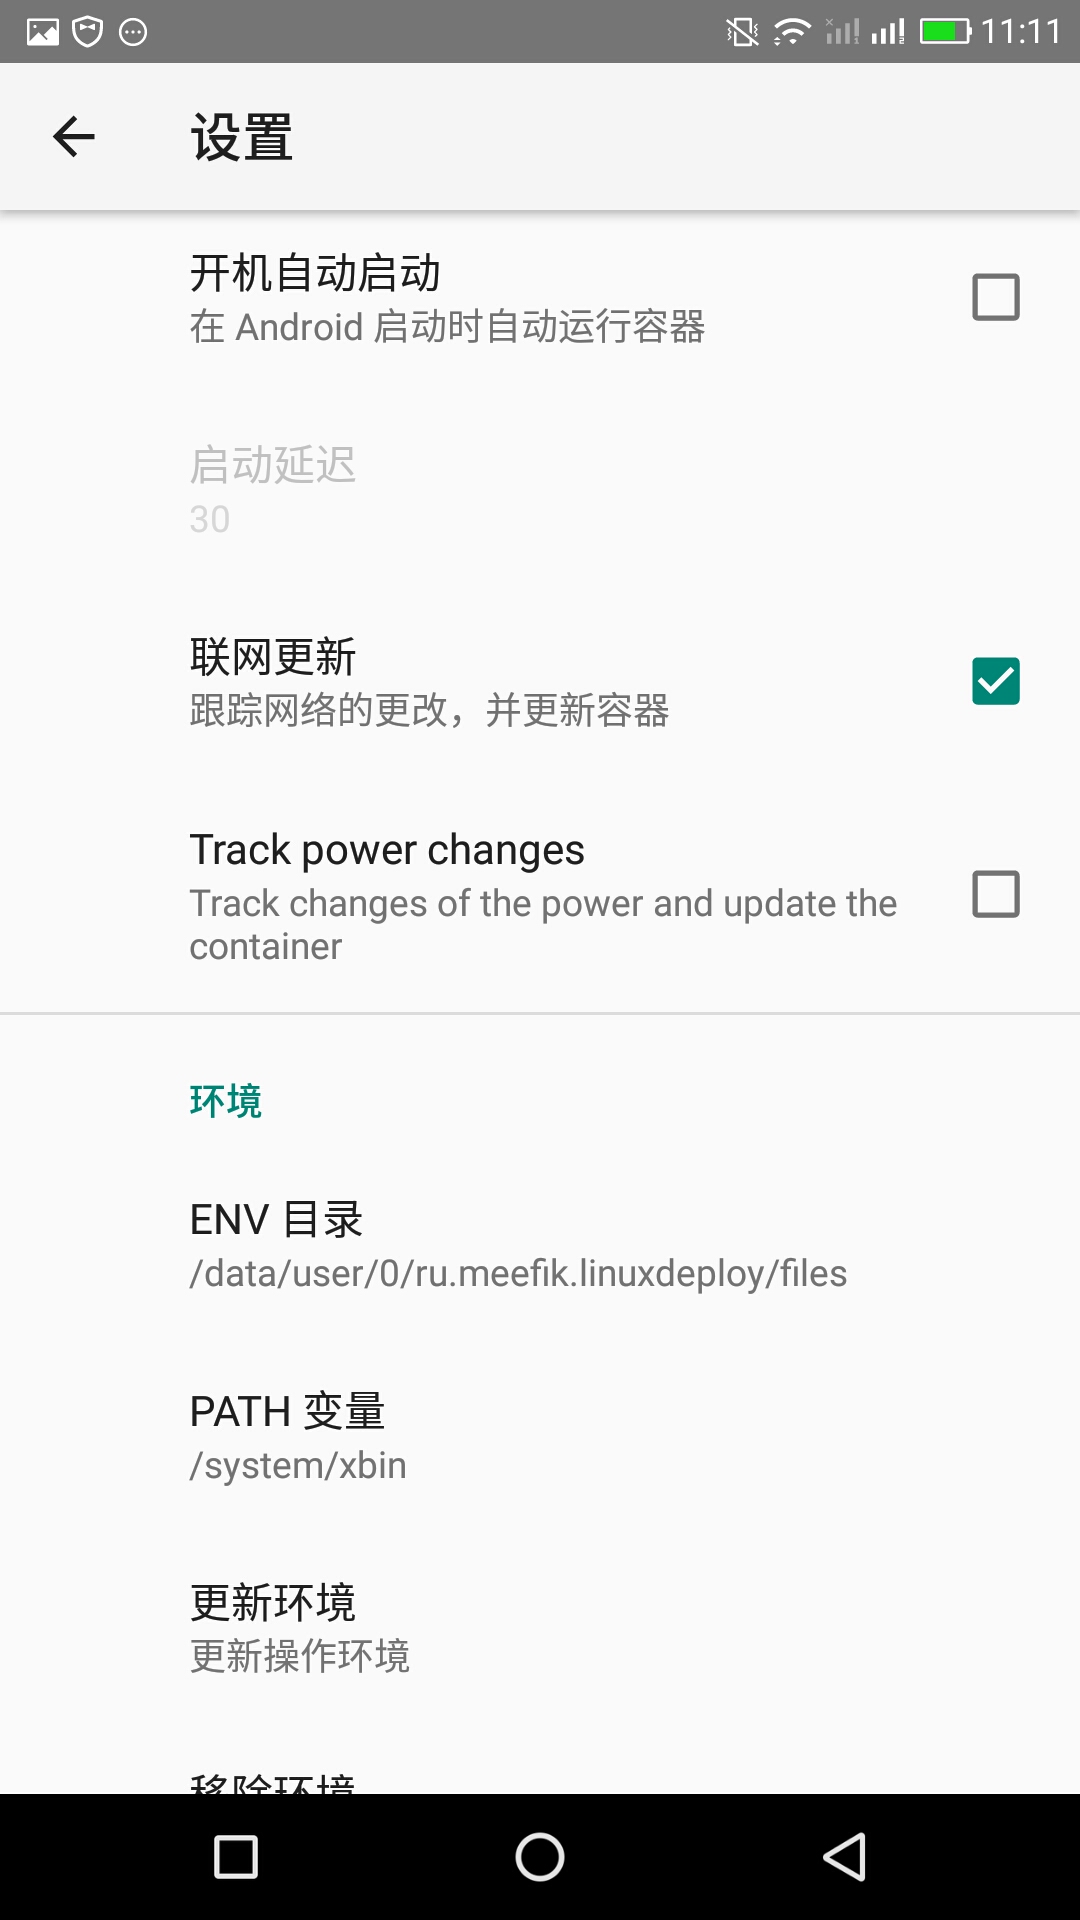 11:11
设置
开机自动启动
在 Android 启动时自动运行容器
启动延迟
30
联网更新
跟踪网络的更改，并更新容器
Track power changes
Track changes of the power and update the
container
环境
ENV 目录
/data/user/0/ru.meefik.linuxdeploy/files
PATH 变量
/system/xbin
更新环境
更新操作环境
移除环境